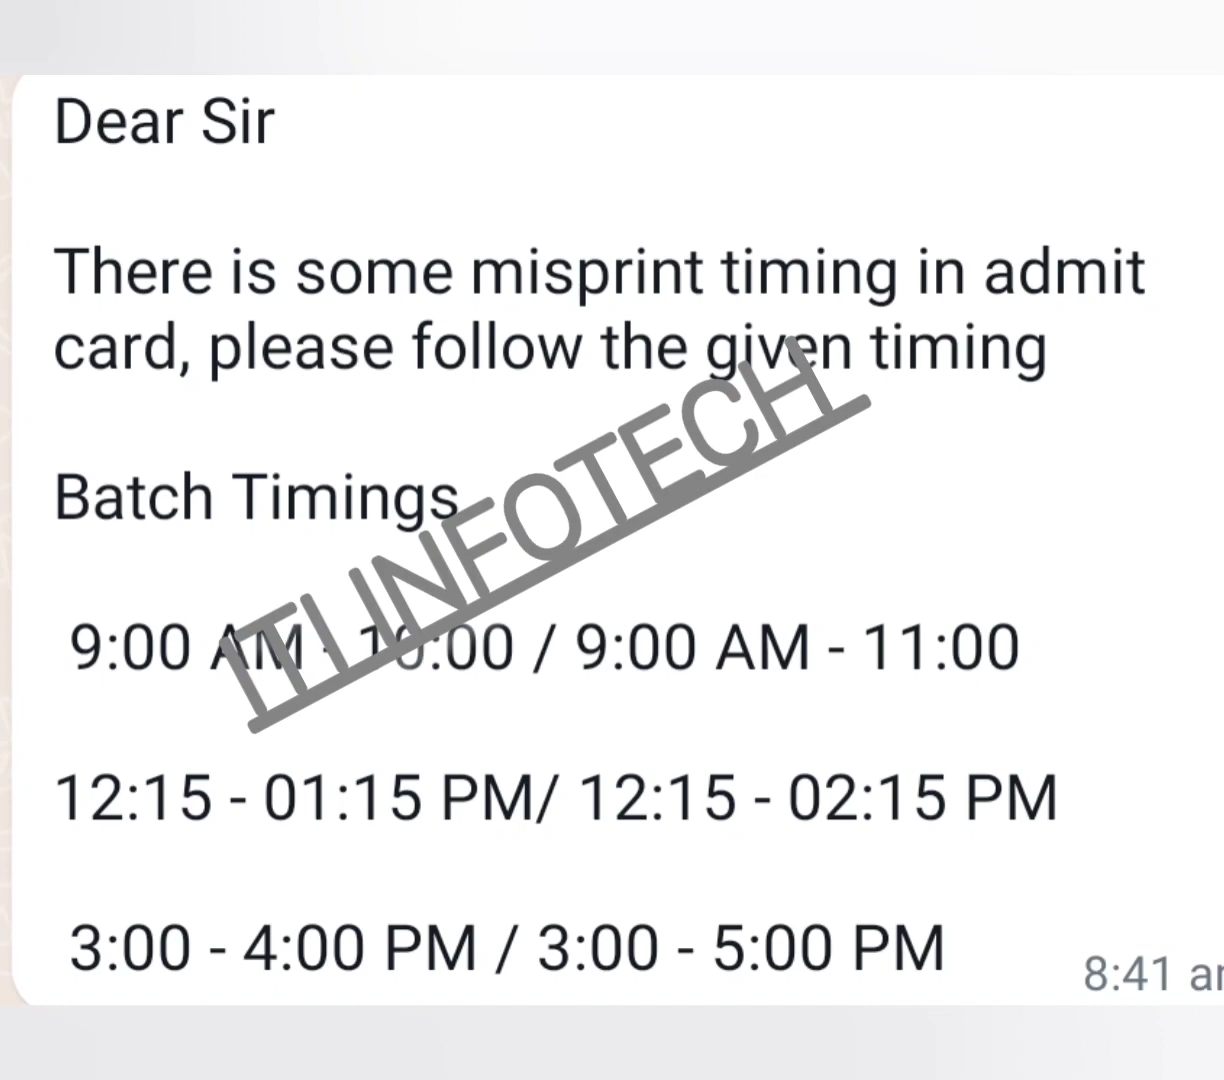 Dear Sir
There is some misprint timing in admit
card, please follow the given timing
Batch Timings
ITI INFOTECH
9:00 AM - 10:00 / 9:00 AM - 11:00
12:15 - 01:15 PM/ 12:15 - 02:15 PM
3:00 - 4:00 PM / 3:00 - 5:00 PM
8:41